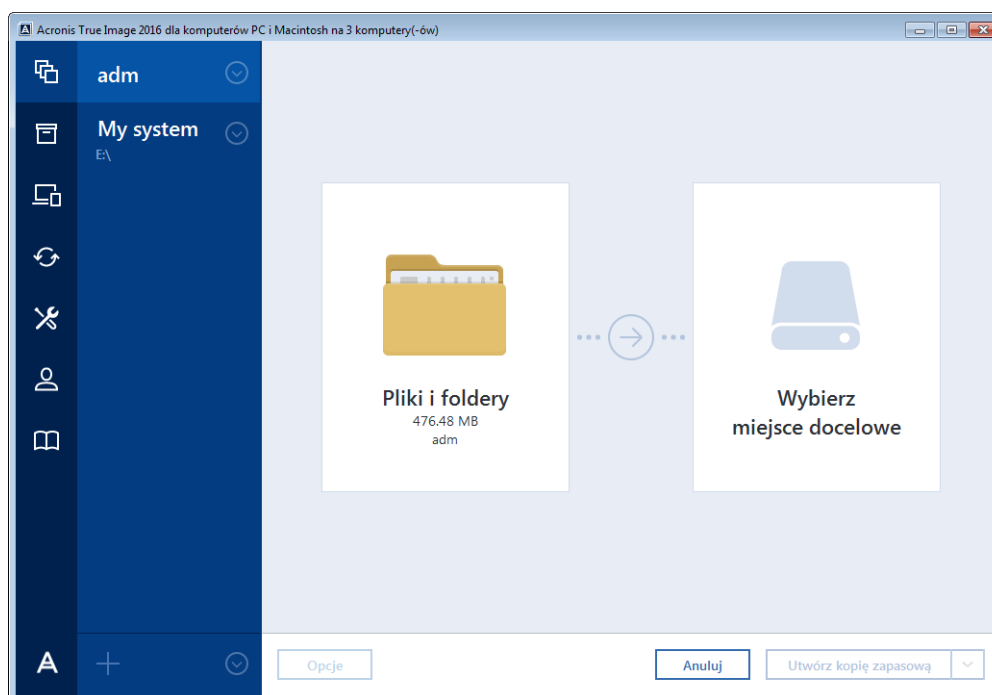 Acronis True Image 2016 dla komputerów PC i Macintosh na 3 komputery(-ów)
adm
My system
E:\
Pliki i foldery
476.48 MB
adm
Wybierz
miejsce docelowe
Opcje
Anuluj
Utwórz kopię zapasową